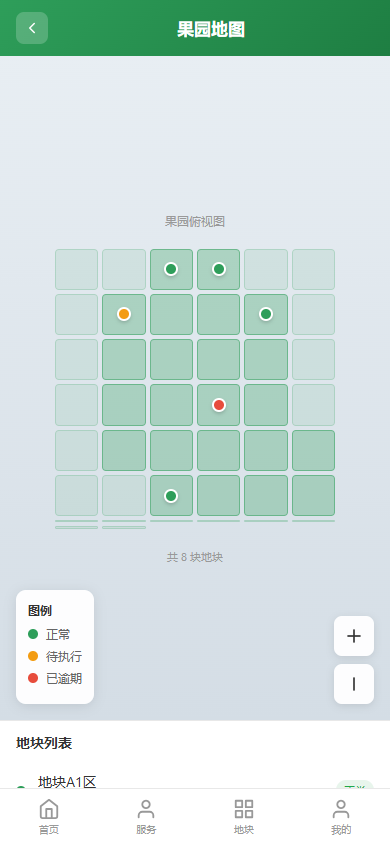 果园地图
果园俯视图
共 8 块地块
图例
正常
待执行
已逾期
地块列表
地块A1区
首页
服务
地块
我的